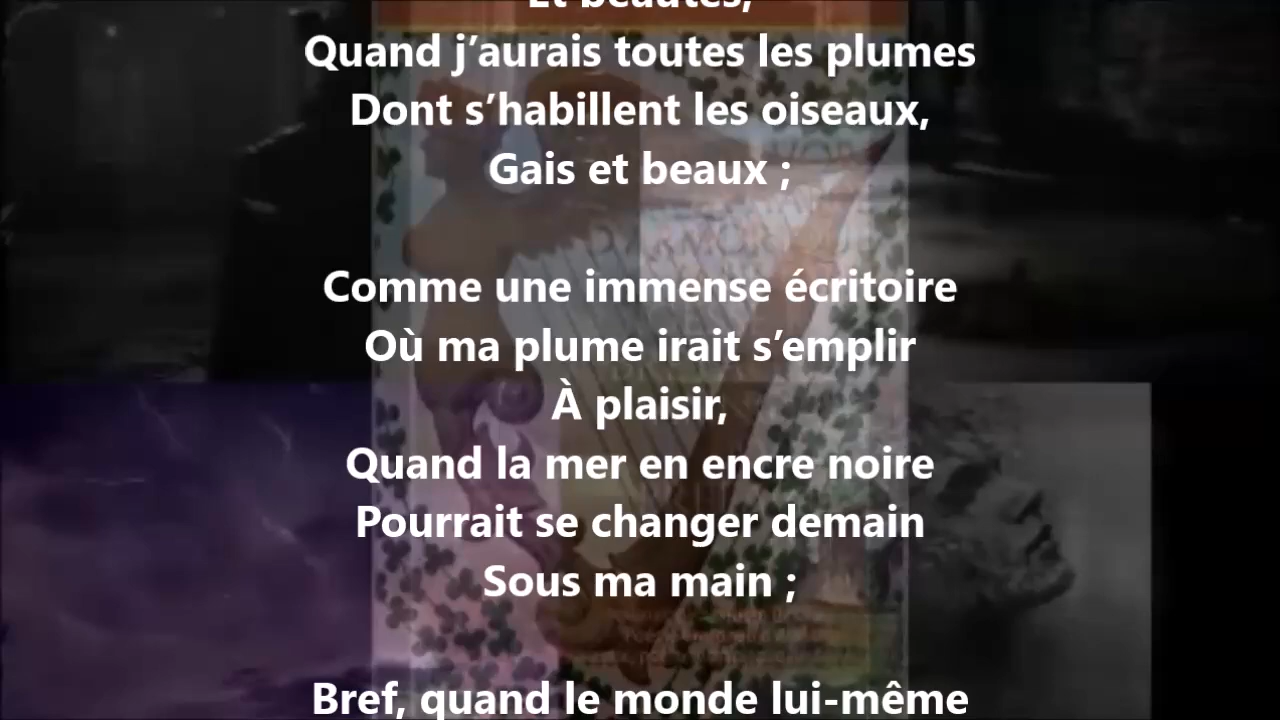 Et beautés,
Quand j’aurais toutes les plumes
Dont s’habillent les oiseaux,
Gais et beaux ;
Comme une immense écritoire
Où ma plume irait s’emplir
À plaisir,
Quand la mer en encre noire
Pourrait se changer demain
Sous ma main ;
Bref, quand le monde lui-même